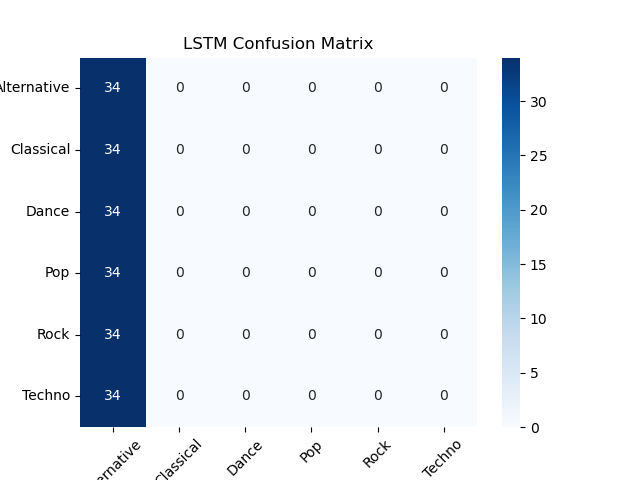 LSTM Confusion Matrix
Alternative 34 0 0 0 0 0
Classical 34 0 0 0 0 0
Dance 34 0 0 0 0 0
Pop 34 0 0 0 0 0
Rock 34 0 0 0 0 0
Techno 34 0 0 0 0 0
ernative Classical Dance Pop Rock Techno
30
25
20
15
10
5
0